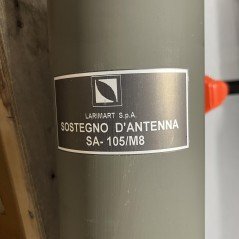 LARIMART S.p.A.
SOSTEGNO D'ANTENNA
SA- 105/M8